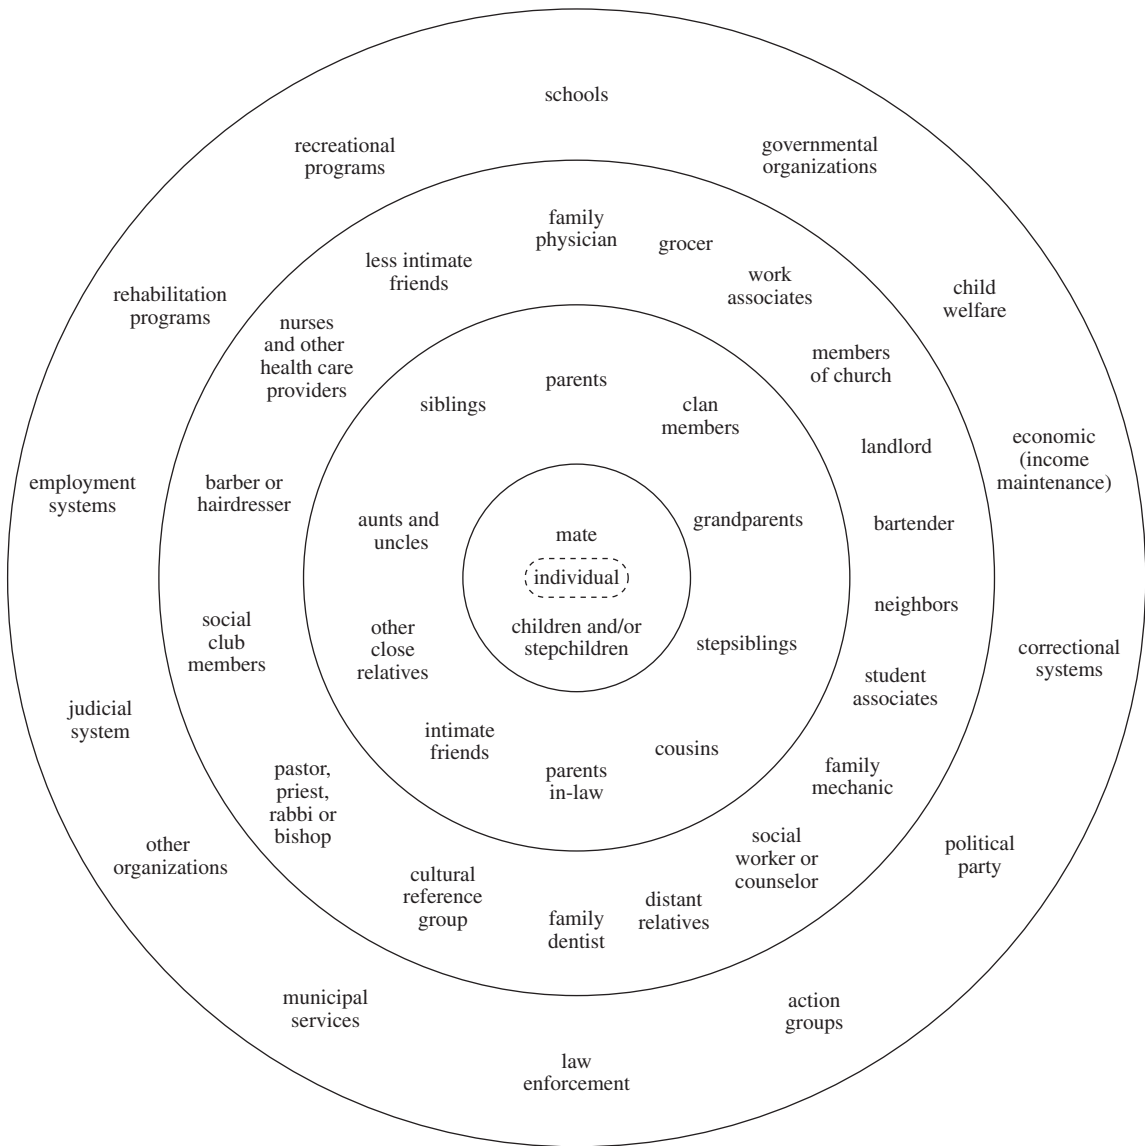 schools
recreational
programs
governmental
organizations
family
physician
grocer
less intimate
friends
work
associates
rehabilitation
programs
child
welfare
nurses
and other
health care
providers
members
of church
parents
siblings
clan
members
landlord
economic
(income
maintenance)
employment
systems
barber or
hairdresser
aunts and
uncles
grandparents
bartender
mate
individual
children and/or
stepchildren
neighbors
social
club
members
other
close
relatives
stepsiblings
correctional
systems
student
associates
judicial
system
intimate
friends
cousins
parents
in-law
family
mechanic
pastor,
priest,
rabbi or
bishop
other
organizations
social
worker or
counselor
political
party
cultural
reference
group
distant
relatives
family
dentist
municipal
services
action
groups
law
enforcement